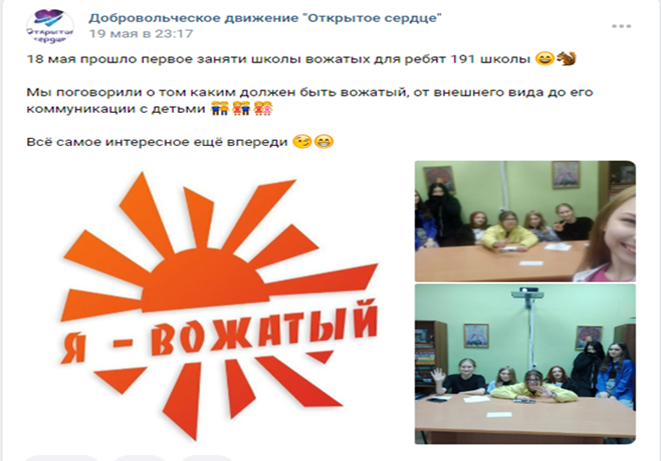 Добровольческое движение "Открытое сердце"
19 мая в 23:17
Открытое
сердце
18 мая прошло первое заняти школы вожатых для ребят 191 школы 😄🐿
Мы поговорили о том каким должен быть вожатый, от внешнего вида до его
коммуникации с детьми 👬👭👫
Всё самое интересное ещё впереди 😏😁
Я - ВОЖАТЫЙ